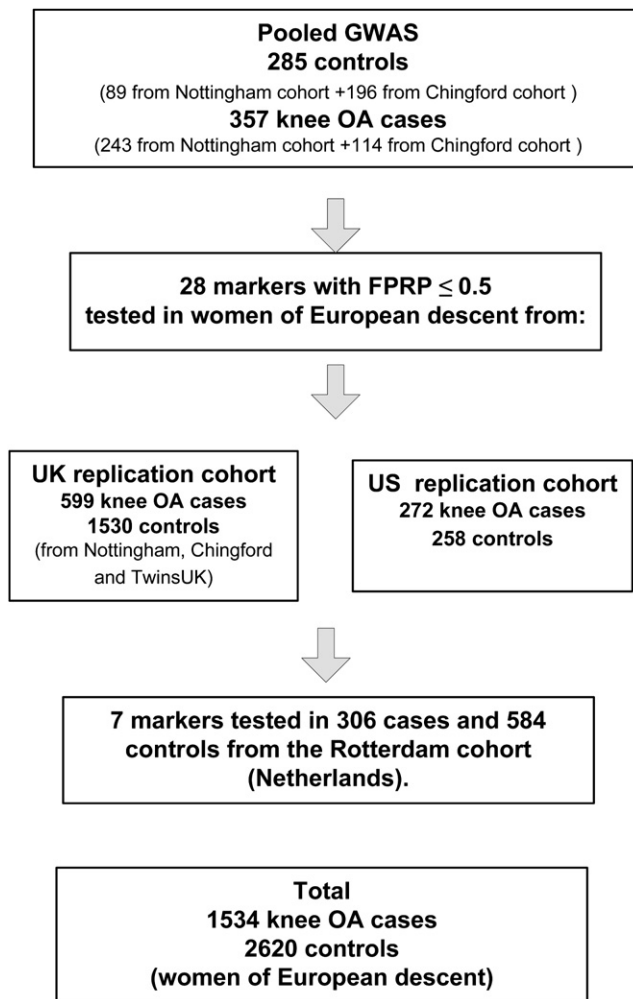 Pooled GWAS
285 controls
(89 from Nottingham cohort +196 from Chingford cohort )
357 knee OA cases
(243 from Nottingham cohort +114 from Chingford cohort )
28 markers with FPRP ≤ 0.5
tested in women of European descent from:
UK replication cohort
599 knee OA cases
1530 controls
(from Nottingham, Chingford
and TwinsUK)
US replication cohort
272 knee OA cases
258 controls
7 markers tested in 306 cases and 584
controls from the Rotterdam cohort
(Netherlands).
Total
1534 knee OA cases
2620 controls
(women of European descent)